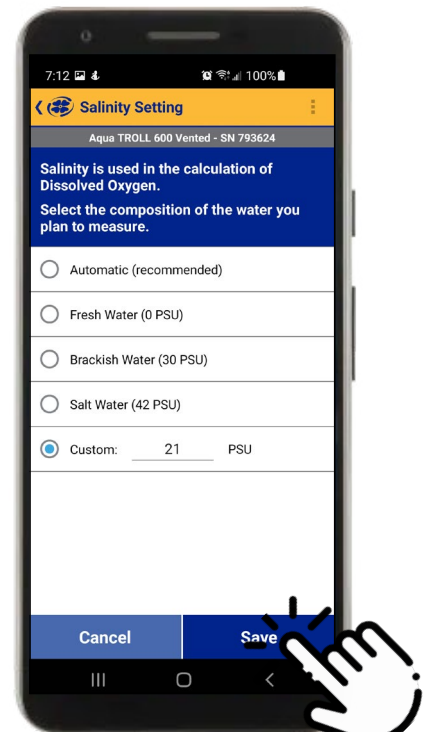 7:12 100%
Salinity Setting
Aqua TROLL 600 Vented - SN 793624
Salinity is used in the calculation of
Dissolved Oxygen.
Select the composition of the water you
plan to measure.
Automatic (recommended)
Fresh Water (0 PSU)
Brackish Water (30 PSU)
Salt Water (42 PSU)
Custom: 21 PSU
Cancel Save